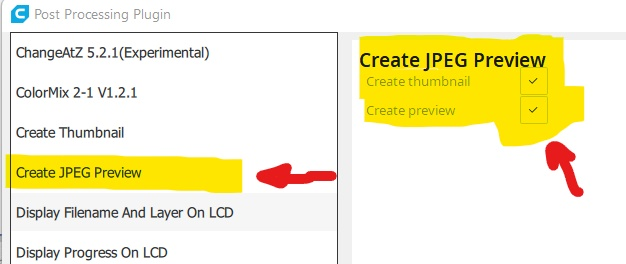 Post Processing Plugin
ChangeAtZ 5.2.1(Experimental)
ColorMix 2-1 V1.2.1
Create Thumbnail
Create JPEG Preview
Display Filename And Layer On LCD
Display Progress On LCD
Create JPEG Preview
Create thumbnail
Create preview